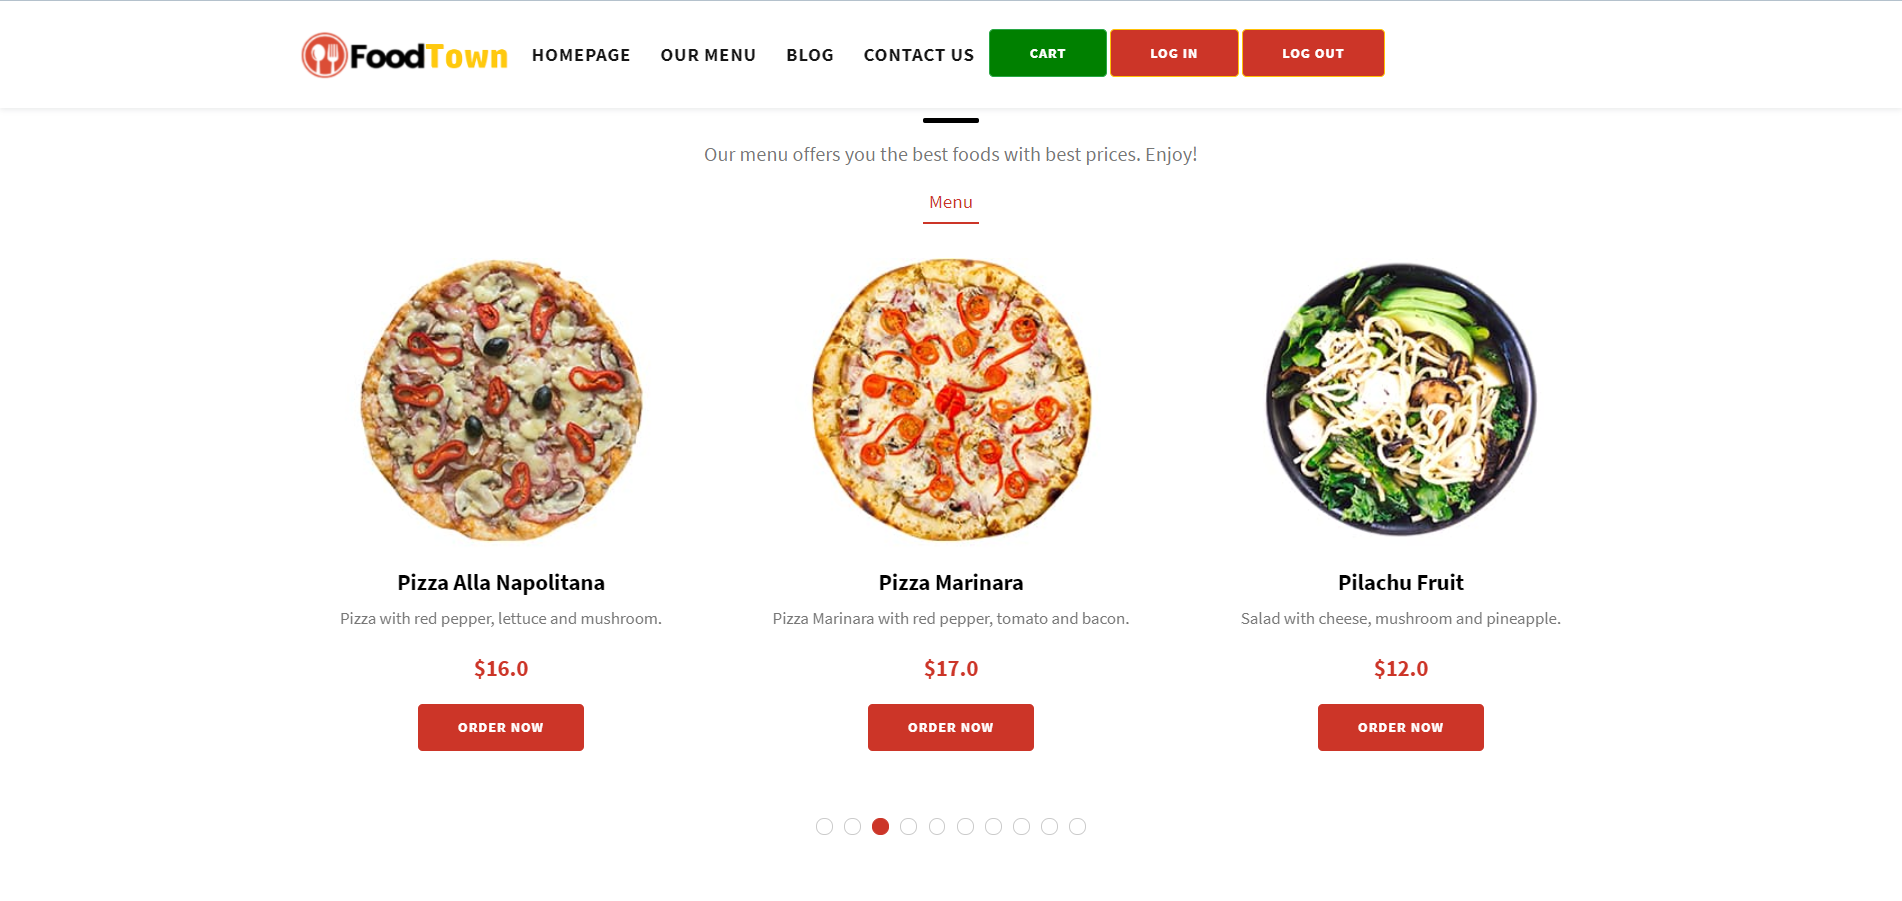 FoodTown HOMEPAGE OUR MENU BLOG CONTACT US CART LOG IN LOG OUT
Our menu offers you the best foods with best prices. Enjoy!
Menu
Pizza Alla Napolitana
Pizza with red pepper, lettuce and mushroom.
$16.0
ORDER NOW
Pizza Marinara
Pizza Marinara with red pepper, tomato and bacon.
$17.0
ORDER NOW
Pilachu Fruit
Salad with cheese, mushroom and pineapple.
$12.0
ORDER NOW